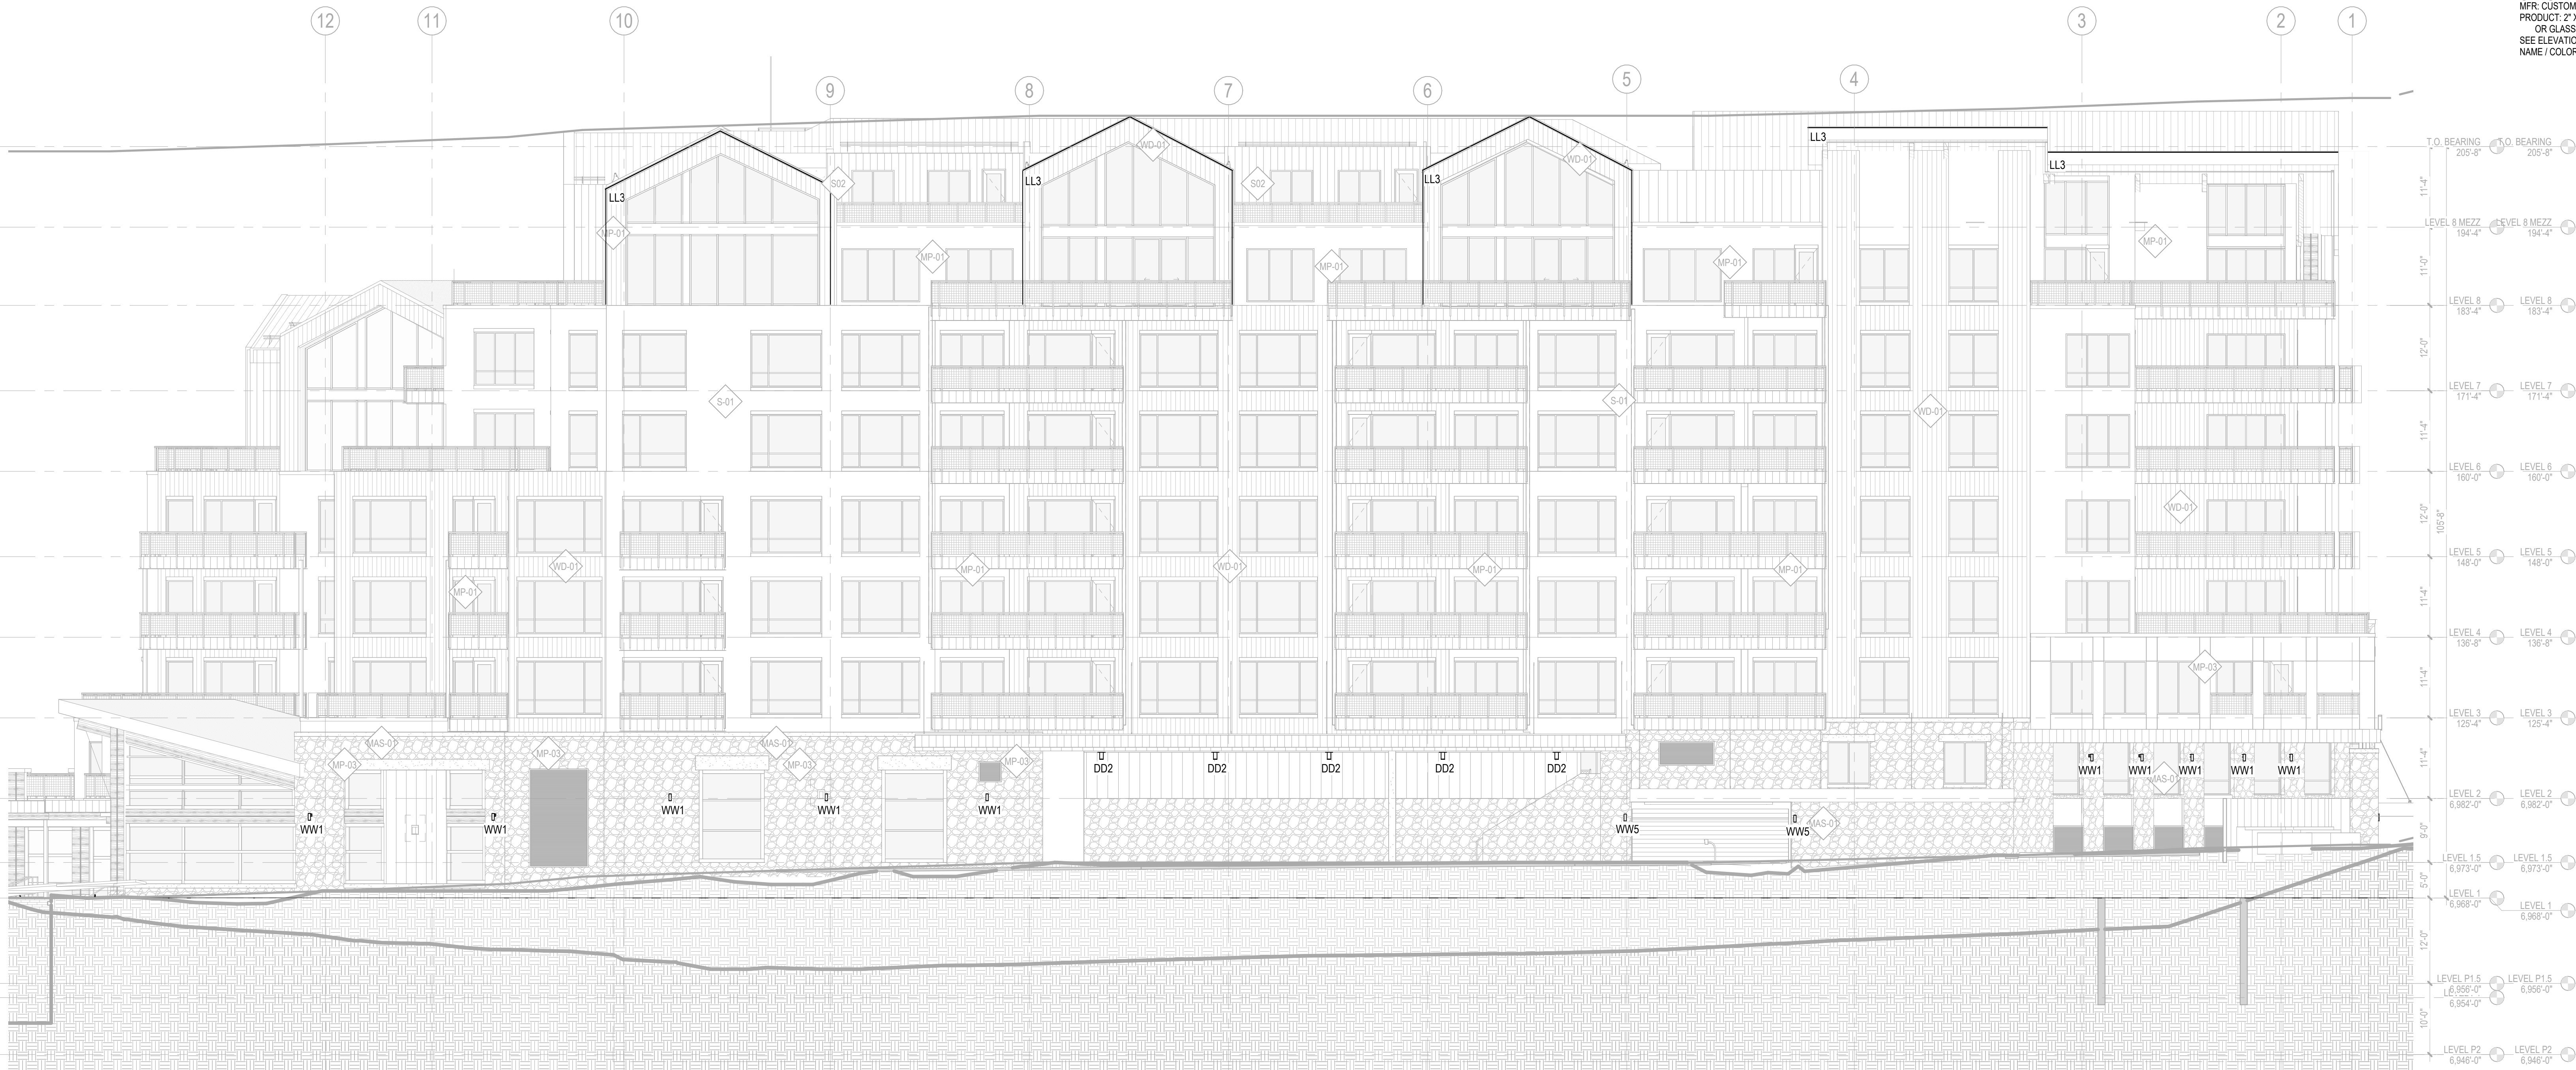 MFR: CUSTOM
PRODUCT: 2" X
OR GLASS
SEE ELEVATIO
NAME / COLOR
12
11
10
9
8
7
6
5
4
3
2
1
WD-01
WD-01
LL3
LL3
LL3
LL3
LL3
S02
S02
MP-01
MP-01
MP-01
MP-01
MP-01
S-01
S-01
WD-01
WD-01
WD-01
WD-01
MP-01
MP-01
MP-01
MP-01
MP-03
MAS-01
MAS-01
MP-03
MP-03
MP-03
MP-03
DD2
DD2
DD2
DD2
DD2
WW1
WW1
WW1
WW1
WW1
MAS-01
WW1
WW1
WW1
WW1
WW1
WW5
WW5
MAS-01
T.O. BEARING
205'-8"
T.O. BEARING
205'-8"
11'-4"
LEVEL 8 MEZZ
194'-4"
LEVEL 8 MEZZ
194'-4"
11'-0"
LEVEL 8
183'-4"
LEVEL 8
183'-4"
12'-0"
LEVEL 7
171'-4"
LEVEL 7
171'-4"
11'-4"
LEVEL 6
160'-0"
LEVEL 6
160'-0"
12'-0"
105'-8"
LEVEL 5
148'-0"
LEVEL 5
148'-0"
11'-4"
LEVEL 4
136'-8"
LEVEL 4
136'-8"
11'-4"
LEVEL 3
125'-4"
LEVEL 3
125'-4"
11'-4"
LEVEL 2
6,982'-0"
LEVEL 2
6,982'-0"
9'-0"
LEVEL 1.5
6,973'-0"
LEVEL 1.5
6,973'-0"
5'-0"
LEVEL 1
6,968'-0"
LEVEL 1
6,968'-0"
12'-0"
LEVEL P1.5
6,956'-0"
LEVEL P1.5
6,956'-0"
6,954'-0"
10'-0"
LEVEL P2
6,946'-0"
LEVEL P2
6,946'-0"